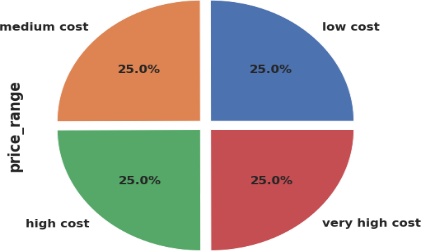 medium cost
low cost
25.0%
25.0%
price_range
25.0%
25.0%
high cost
very high cost